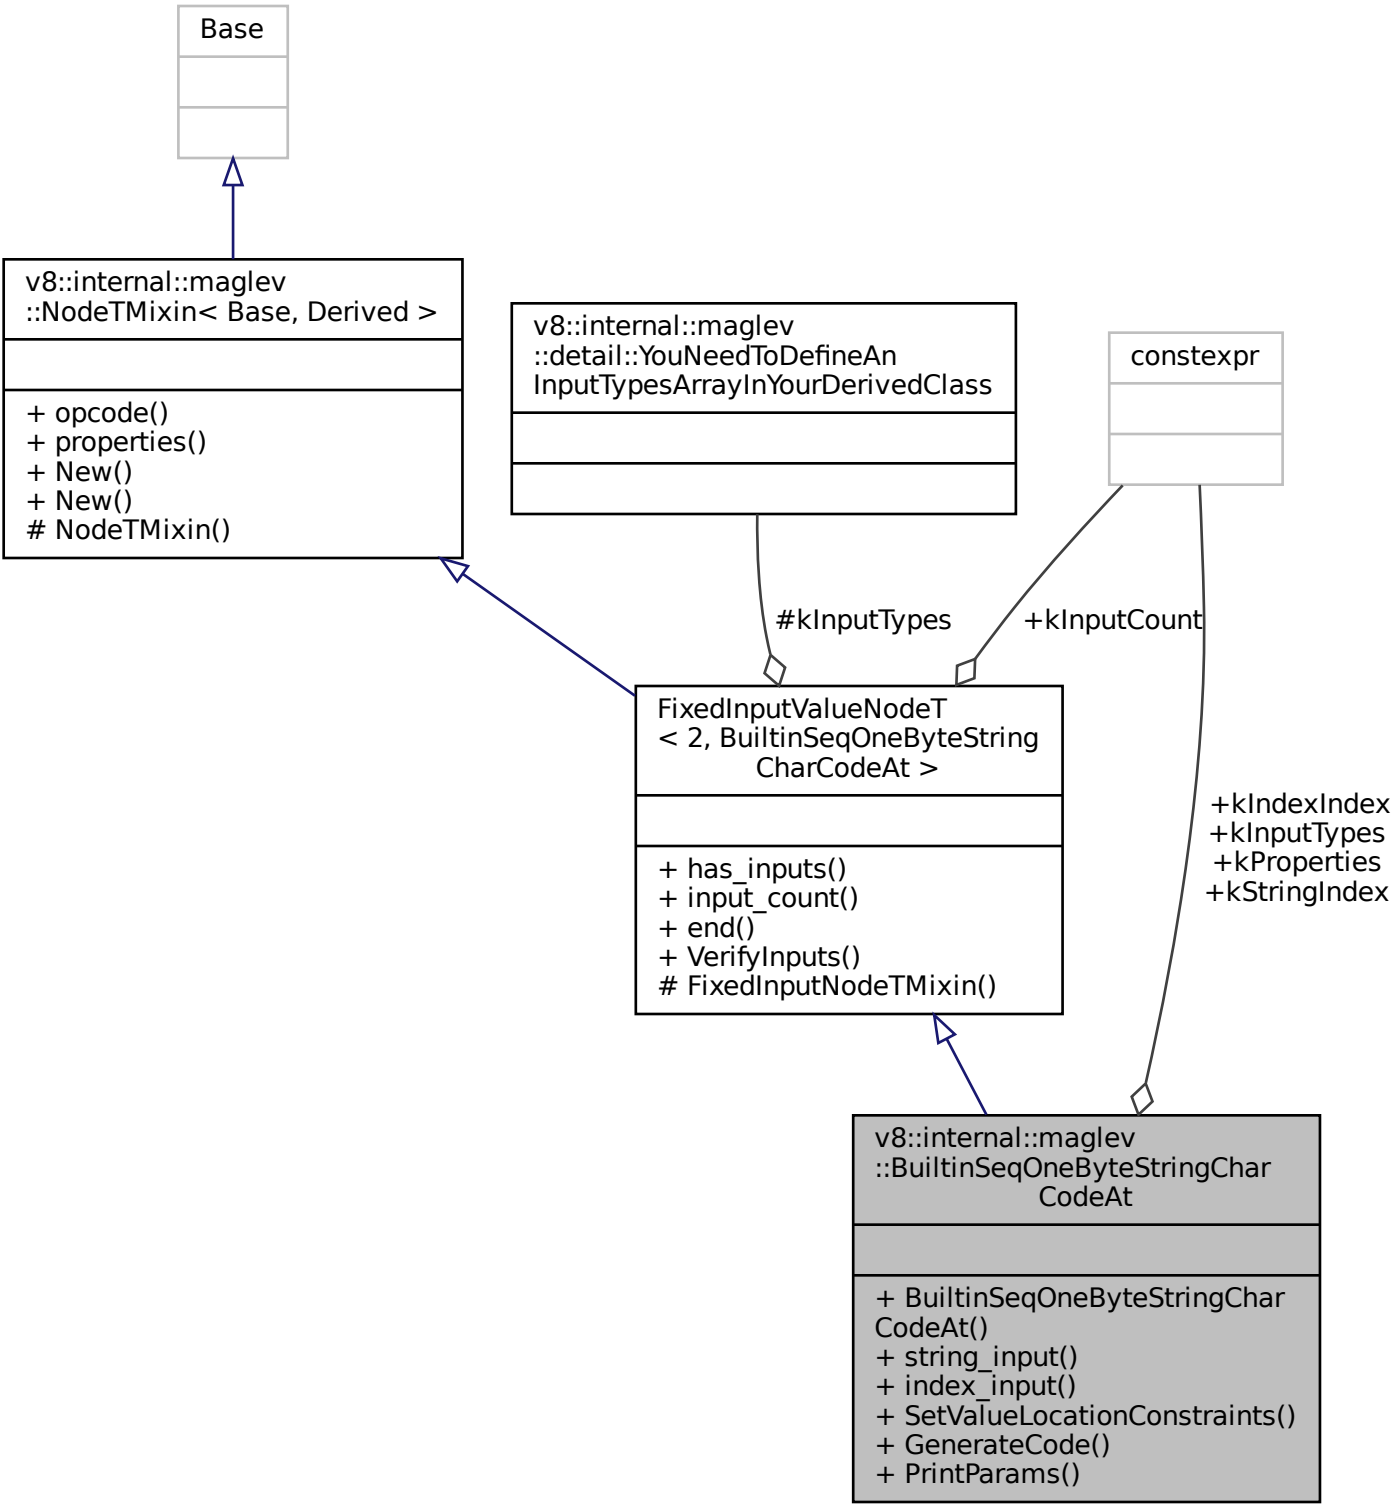 Base
v8::internal::maglev
::NodeTMixin< Base, Derived >
+ opcode()
+ properties()
+ New()
+ New()
# NodeTMixin()
v8::internal::maglev
::detail::YouNeedToDefineAn
InputTypesArrayInYourDerivedClass
constexpr
#kInputTypes
+kInputCount
FixedInputValueNodeT
< 2, BuiltinSeqOneByteString
CharCodeAt >
+ has_inputs()
+ input_count()
+ end()
+ VerifyInputs()
# FixedInputNodeTMixin()
+kIndexIndex
+kInputTypes
+kProperties
+kStringIndex
v8::internal::maglev
::BuiltinSeqOneByteStringChar
CodeAt
+ BuiltinSeqOneByteStringChar
CodeAt()
+ string_input()
+ index_input()
+ SetValueLocationConstraints()
+ GenerateCode()
+ PrintParams()